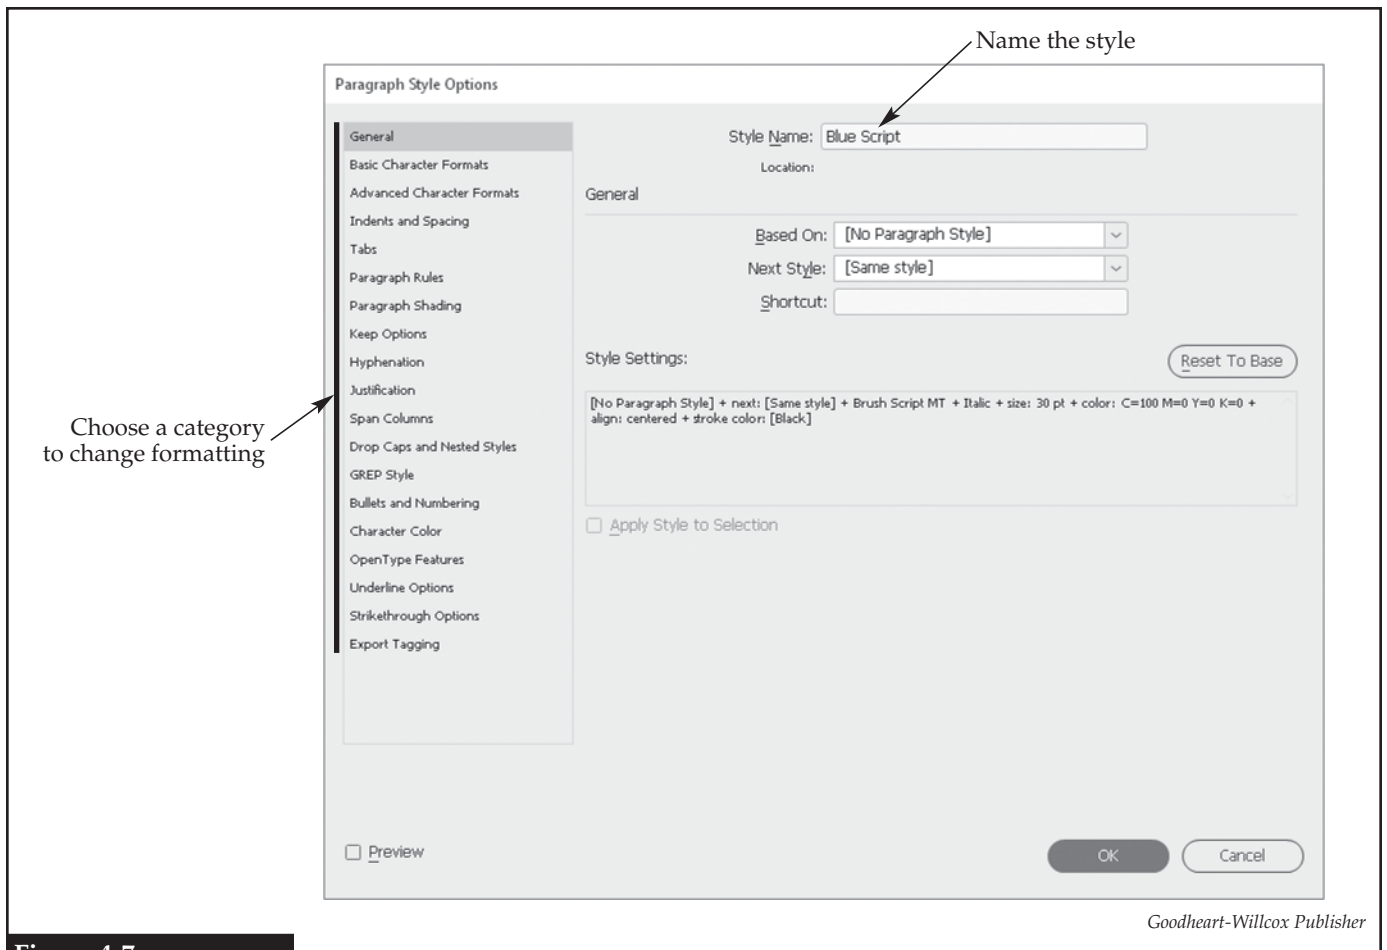 Name the style
Paragraph Style Options
General
Basic Character Formats
Advanced Character Formats
Indents and Spacing
Tabs
Paragraph Rules
Paragraph Shading
Keep Options
Hyphenation
Justification
Span Columns
Drop Caps and Nested Styles
GREP Style
Bullets and Numbering
Character Color
OpenType Features
Underline Options
Strikethrough Options
Export Tagging
Choose a category
to change formatting
Style Name: Blue Script
Location:
General
Based On: [No Paragraph Style]
Next Style: [Same style]
Shortcut:
Style Settings:
Reset To Base
[No Paragraph Style] + next: [Same style] + Brush Script MT + Italic + size: 30 pt + color: C=100 M=0 Y=0 K=0 +
align: centered + stroke color: [Black]
Apply Style to Selection
Preview
OK
Cancel
Goodheart-Willcox Publisher